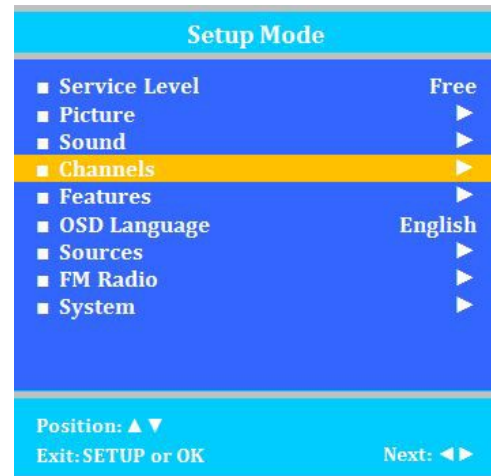 Setup Mode
■ Service Level Free
■ Picture ▶
■ Sound ▶
■ Channels ▶
■ Features ▶
■ OSD Language English
■ Sources ▶
■ FM Radio ▶
■ System ▶
Position: ▲ ▼
Exit: SETUP or OK Next: ◀ ▶